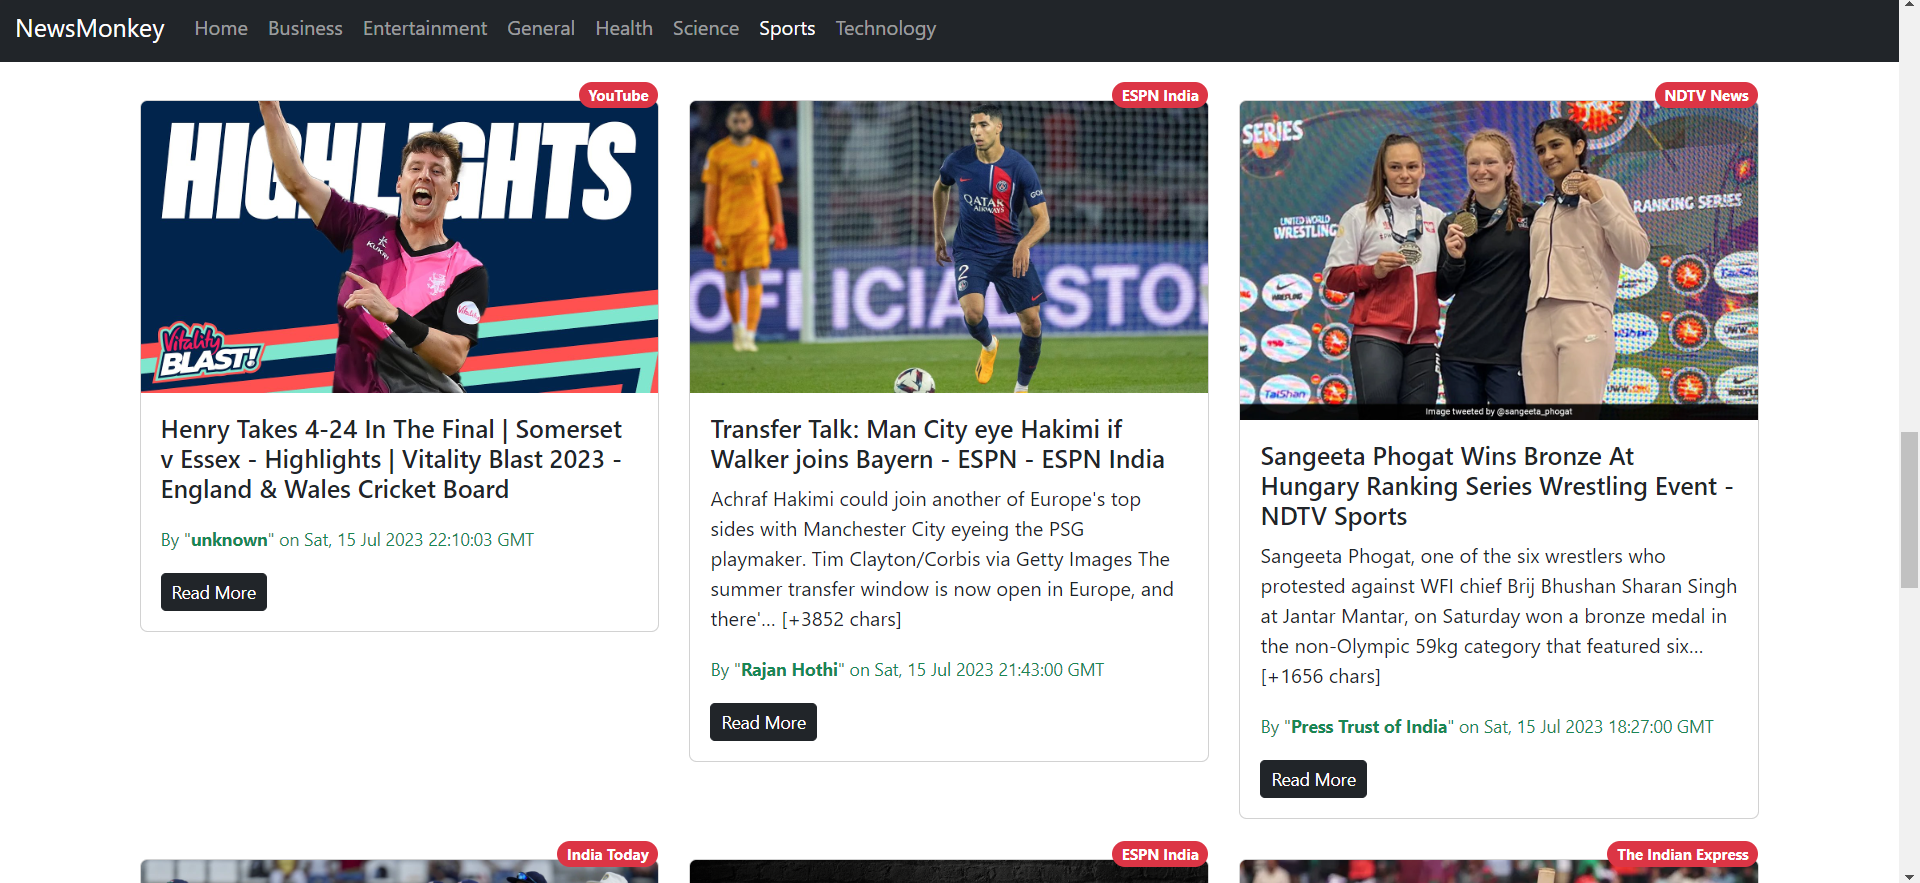 NewsMonkey Home Business Entertainment General Health Science Sports Technology
YouTube
HIGHLIGHTS
KUKRI
Vitality
Vitality
BLAST!
Henry Takes 4-24 In The Final | Somerset
v Essex - Highlights | Vitality Blast 2023 -
England & Wales Cricket Board
By "unknown" on Sat, 15 Jul 2023 22:10:03 GMT
Read More
ESPN India
QATAR
AIRWAYS
GOA
2
OFFICIAL STO
Transfer Talk: Man City eye Hakimi if
Walker joins Bayern - ESPN - ESPN India
Achraf Hakimi could join another of Europe's top
sides with Manchester City eyeing the PSG
playmaker. Tim Clayton/Corbis via Getty Images The
summer transfer window is now open in Europe, and
there'... [+3852 chars]
By "Rajan Hothi" on Sat, 15 Jul 2023 21:43:00 GMT
Read More
NDTV News
SERIES
UNITED WORLD
WRESTLING
RANKING SERIES
TaiShan
TaiShan
TaiShan
UWW
WRESTLING
Image tweeted by @sangeeta_phogat
Sangeeta Phogat Wins Bronze At
Hungary Ranking Series Wrestling Event -
NDTV Sports
Sangeeta Phogat, one of the six wrestlers who
protested against WFI chief Brij Bhushan Sharan Singh
at Jantar Mantar, on Saturday won a bronze medal in
the non-Olympic 59kg category that featured six...
[+1656 chars]
By "Press Trust of India" on Sat, 15 Jul 2023 18:27:00 GMT
Read More
India Today
ESPN India
The Indian Express